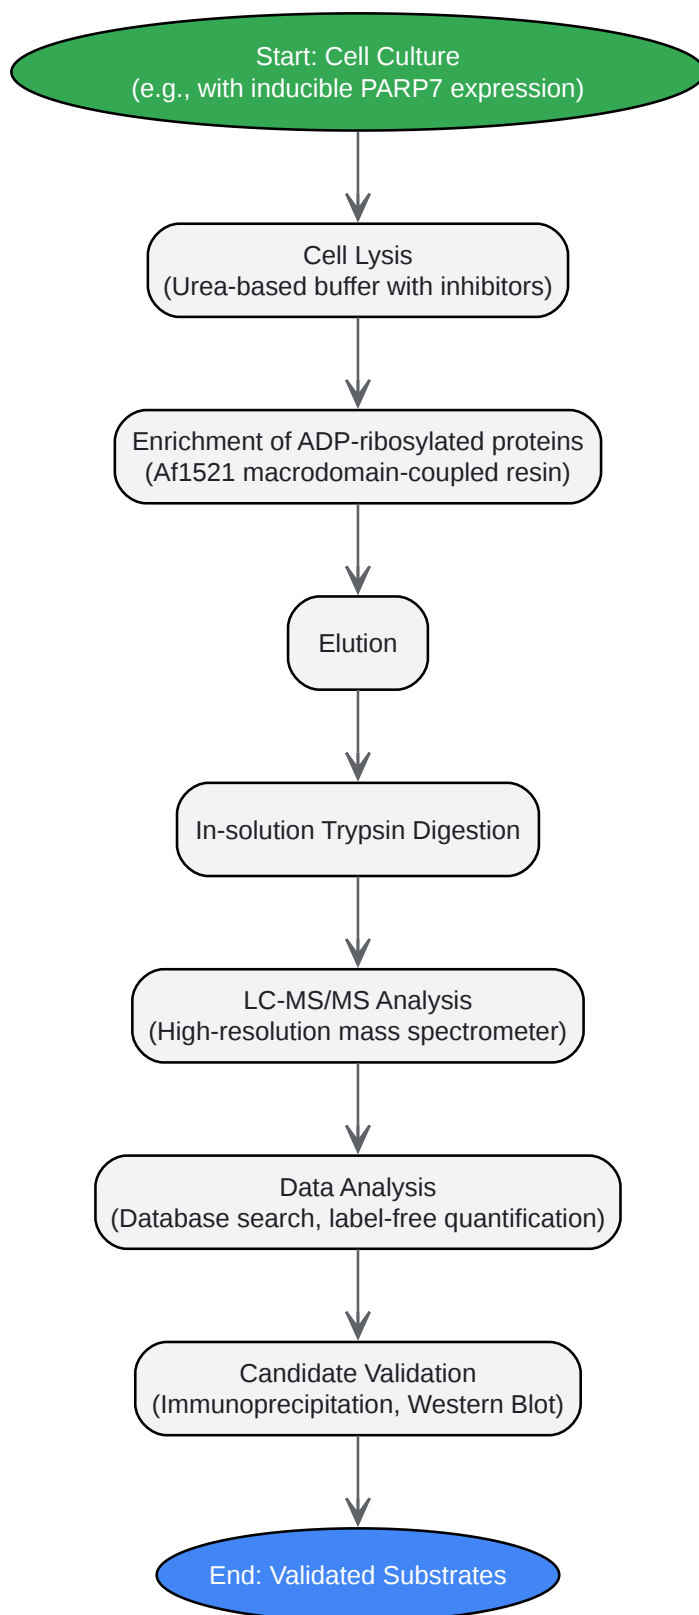 Start: Cell Culture
(e.g., with inducible PARP7 expression)
Cell Lysis
(Urea-based buffer with inhibitors)
Enrichment of ADP-ribosylated proteins
(Af1521 macrodomain-coupled resin)
Elution
In-solution Trypsin Digestion
LC-MS/MS Analysis
(High-resolution mass spectrometer)
Data Analysis
(Database search, label-free quantification)
Candidate Validation
(Immunoprecipitation, Western Blot)
End: Validated Substrates